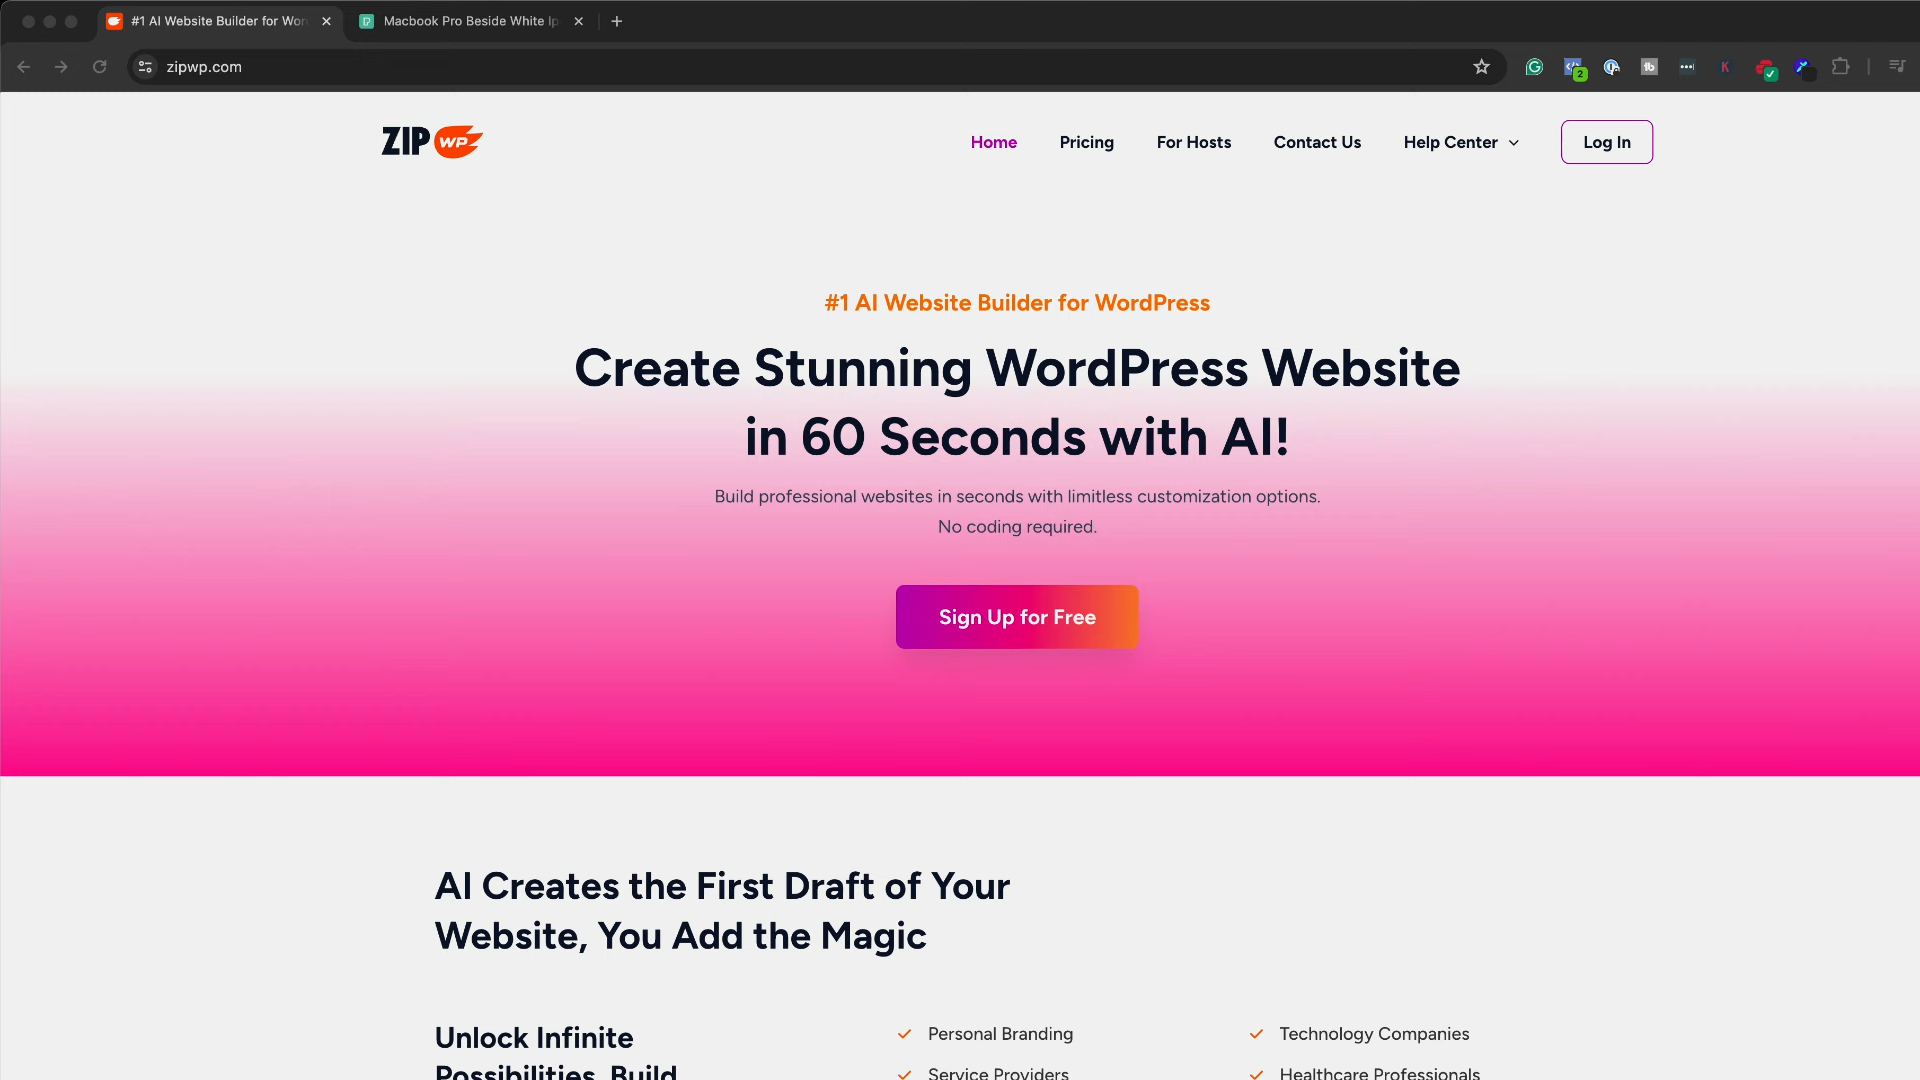 #1 AI Website Builder for Wor
Macbook Pro Beside White Ip
zipwp.com
2
ZIP WP
Home
Pricing
For Hosts
Contact Us
Help Center
Log In
#1 AI Website Builder for WordPress
Create Stunning WordPress Website
in 60 Seconds with AI!
Build professional websites in seconds with limitless customization options.
No coding required.
Sign Up for Free
AI Creates the First Draft of Your
Website, You Add the Magic
Unlock Infinite
Possibilities, Build
Personal Branding
Technology Companies
Service Providers
Healthcare Professionals